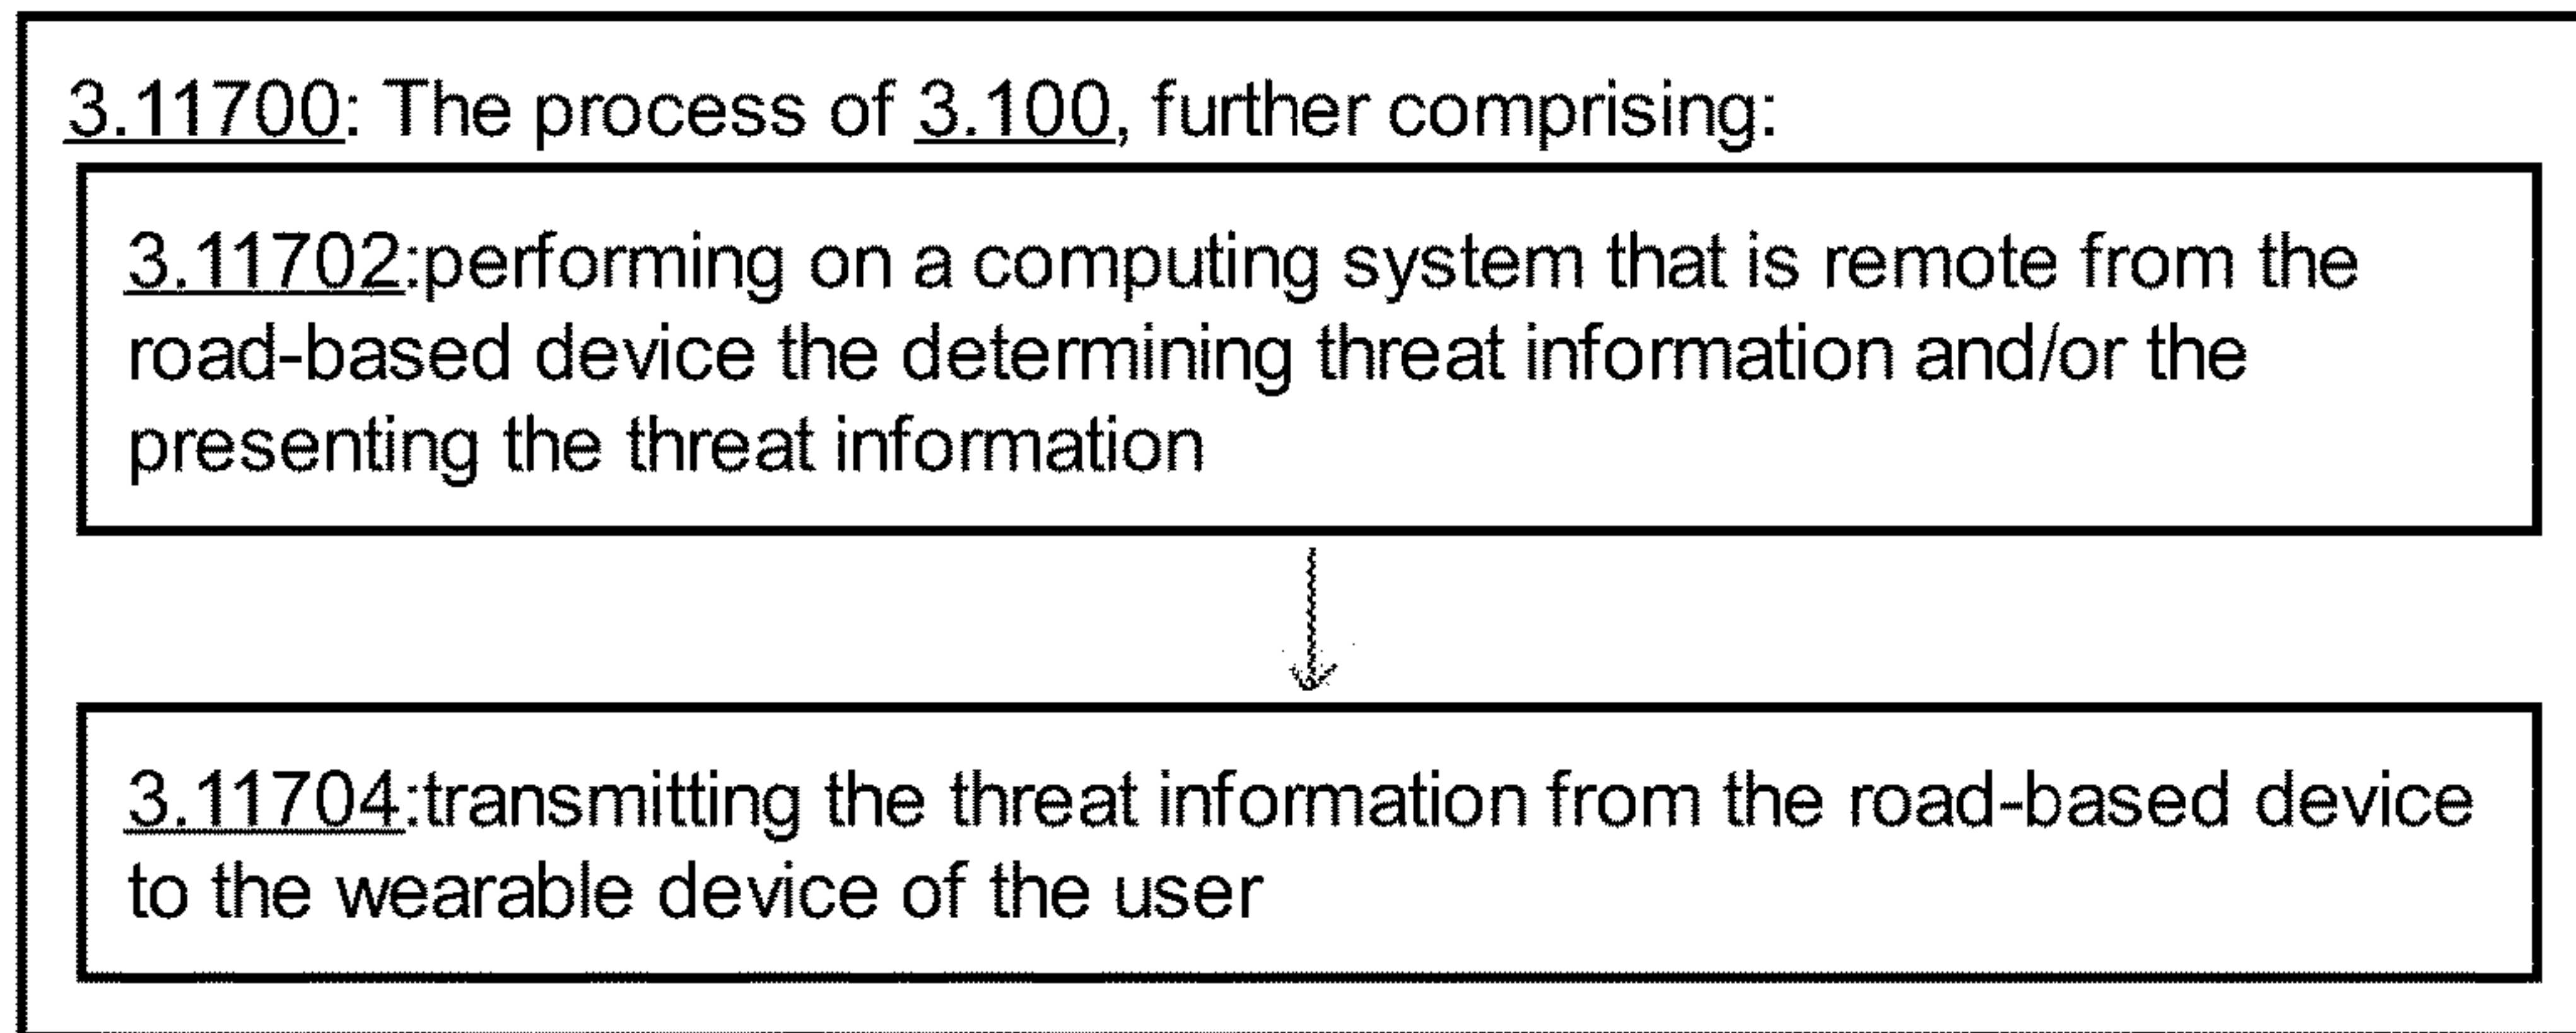 3.11700: The process of 3.100, further comprising:
3.11702:performing on a computing system that is remote from the
road-based device the determining threat information and/or the
presenting the threat information
3.11704:transmitting the threat information from the road-based device
to the wearable device of the user